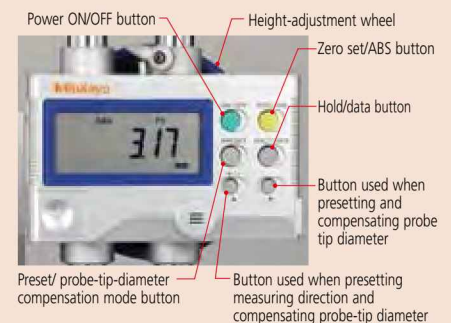 Power ON/OFF button
Height-adjustment wheel
Zero set/ABS button
Mitutoyo
Hold/data button
317
Button used when
presetting and
compensating probe
tip diameter
Preset/ probe-tip-diameter
compensation mode button
Button used when presetting
measuring direction and
compensating probe-tip diameter